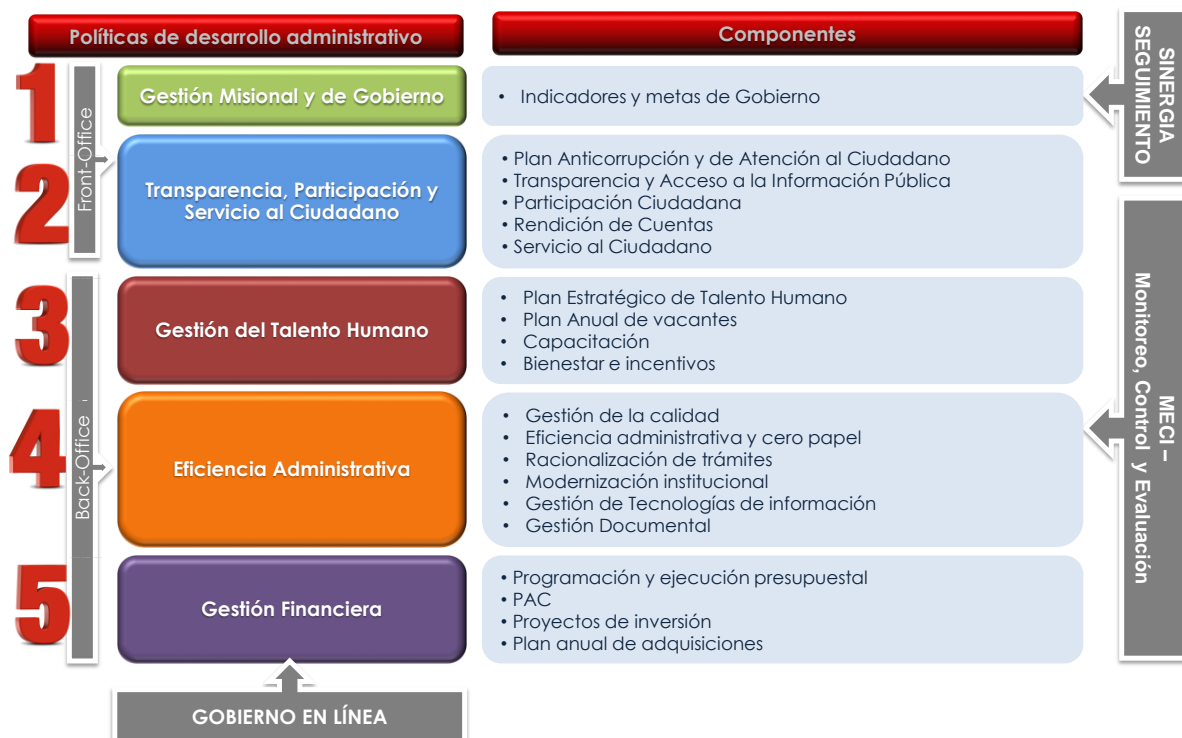 Políticas de desarrollo administrativo
Componentes
1
Gestión Misional y de Gobierno
• Indicadores y metas de Gobierno
SINERGIA
SEGUIMIENTO
Front-Office
2
Transparencia, Participación y
Servicio al Ciudadano
• Plan Anticorrupción y de Atención al Ciudadano
• Transparencia y Acceso a la Información Pública
• Participación Ciudadana
• Rendición de Cuentas
• Servicio al Ciudadano
3
Gestión del Talento Humano
• Plan Estratégico de Talento Humano
• Plan Anual de vacantes
• Capacitación
• Bienestar e incentivos
MECI –
Monitoreo, Control y Evaluación
Back-Office -
4
Eficiencia Administrativa
• Gestión de la calidad
• Eficiencia administrativa y cero papel
• Racionalización de trámites
• Modernización institucional
• Gestión de Tecnologías de información
• Gestión Documental
5
Gestión Financiera
• Programación y ejecución presupuestal
• PAC
• Proyectos de inversión
• Plan anual de adquisiciones
GOBIERNO EN LÍNEA